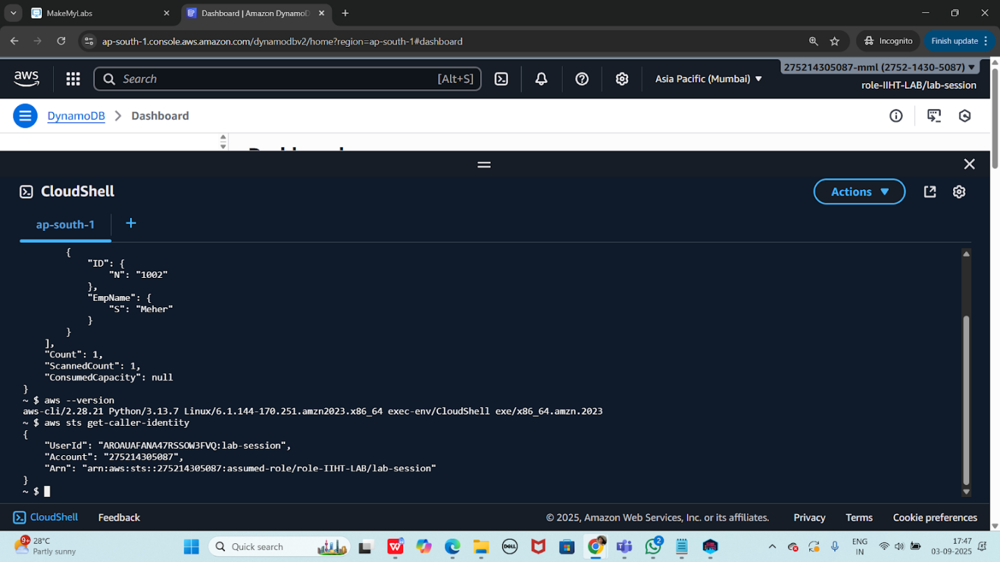 MakeMyLabs
Dashboard | Amazon DynamoD
ap-south-1.console.aws.amazon.com/dynamodbv2/home?region=ap-south-1#dashboard
Incognito
Finish update
aws
Search
[Alt+S]
Asia Pacific (Mumbai)
275214305087-mml (2752-1430-5087)
role-IIHT-LAB/lab-session
DynamoDB
Dashboard
CloudShell
Actions
ap-south-1
{
"ID": {
"N": "1002"
},
"EmpName": {
"S": "Meher"
}
}
],
"Count": 1,
"ScannedCount": 1,
"ConsumedCapacity": null
}
~ $ aws --version
aws-cli/2.28.21 Python/3.13.7 Linux/6.1.144-170.251.amzn2023.x86_64 exec-env/CloudShell exe/x86_64.amzn.2023
~ $ aws sts get-caller-identity
{
"UserId": "AROAUAFANA47RSSOW3FVQ:lab-session",
"Account": "275214305087",
"Arn": "arn:aws:sts::275214305087:assumed-role/role-IIHT-LAB/lab-session"
}
~ $
CloudShell
Feedback
© 2025, Amazon Web Services, Inc. or its affiliates.
Privacy
Terms
Cookie preferences
9+
28°C
Partly sunny
Search
DELL
2
ENG
IN
17:47
03-09-2025